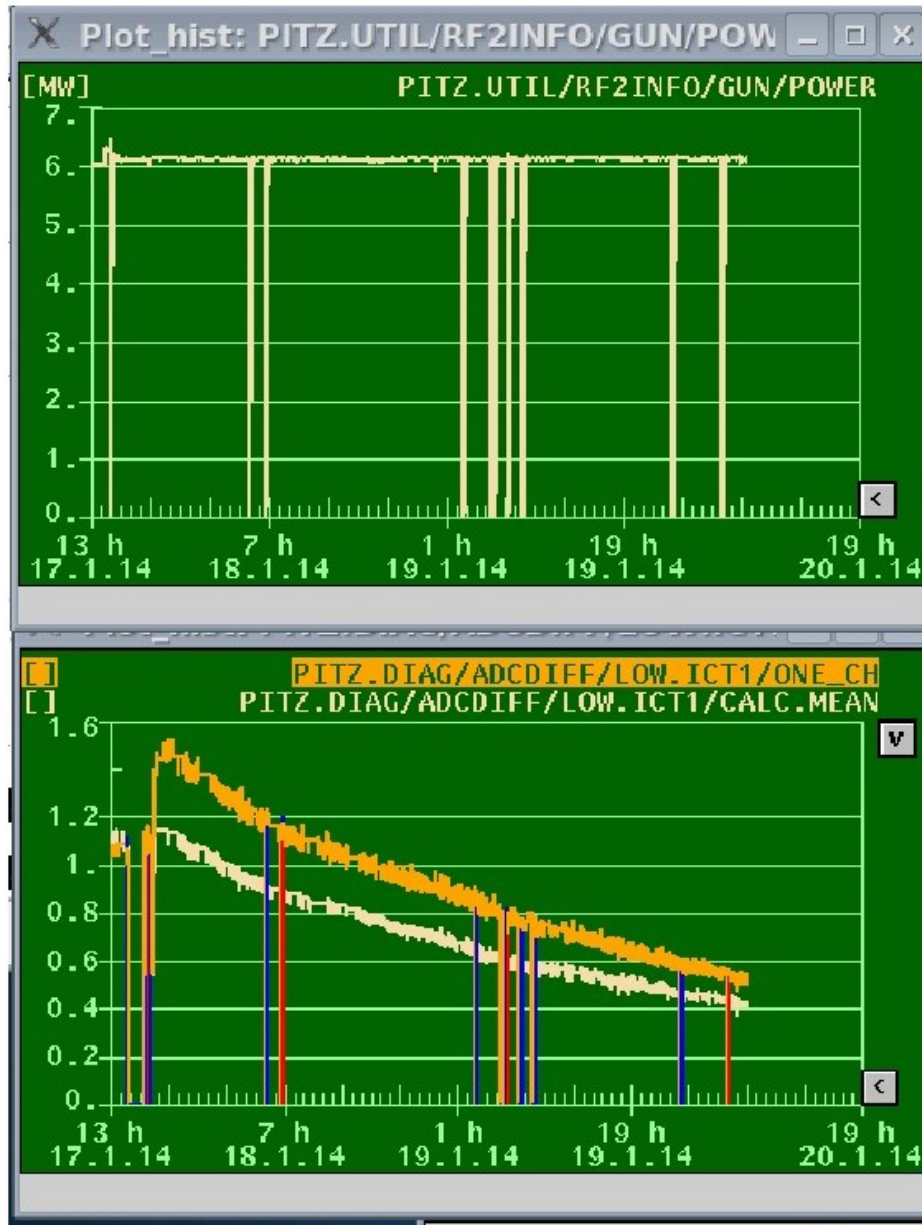 Plot_hist: PITZ.UTIL/RF2INFO/GUN/POW
[MW] PITZ.UTIL/RF2INFO/GUN/POWER
7.
6.
5.
4.
3.
2.
1.
0.
<
13 h 7 h 1 h 19 h 19 h
17.1.14 18.1.14 19.1.14 19.1.14 20.1.14
[] PITZ.DIAG/ADCDIFF/LOW.ICT1/ONE_CH
[] PITZ.DIAG/ADCDIFF/LOW.ICT1/CALC.MEAN
1.6
V
1.2
1.
0.8
0.6
0.4
0.2
0.
<
13 h 7 h 1 h 19 h 19 h
17.1.14 18.1.14 19.1.14 19.1.14 20.1.14